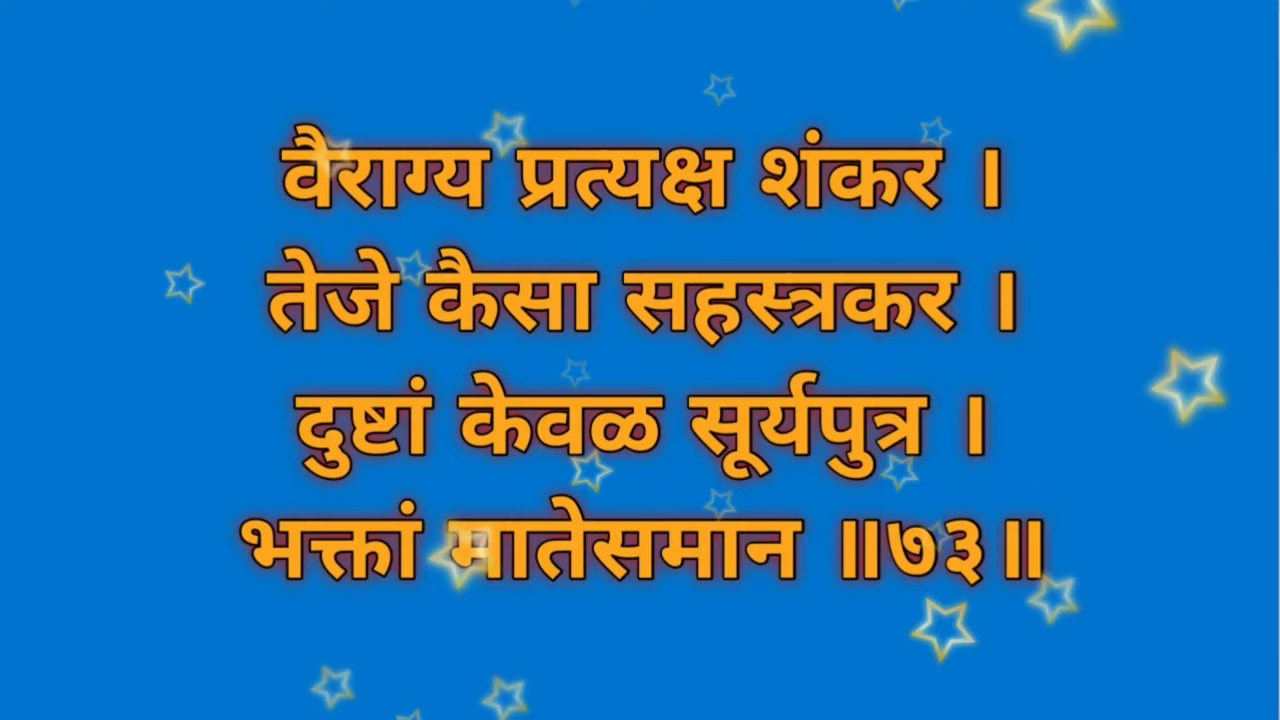 वैराग्य प्रत्यक्ष शंकर ।
तेजे कैसा सहस्त्रकर ।
दुष्टां केवळ सूर्यपुत्र ।
भक्तां मातेसमान ॥७३॥